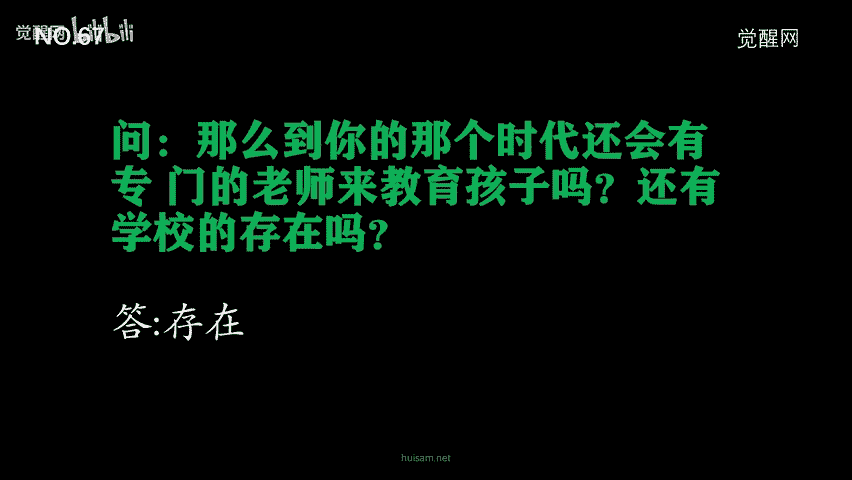 觉醒网 bilibili
NO.67
觉醒网
问：那么到你的那个时代还会有
专 门的老师来教育孩子吗？还有
学校的存在吗？
答:存在
huisam.net